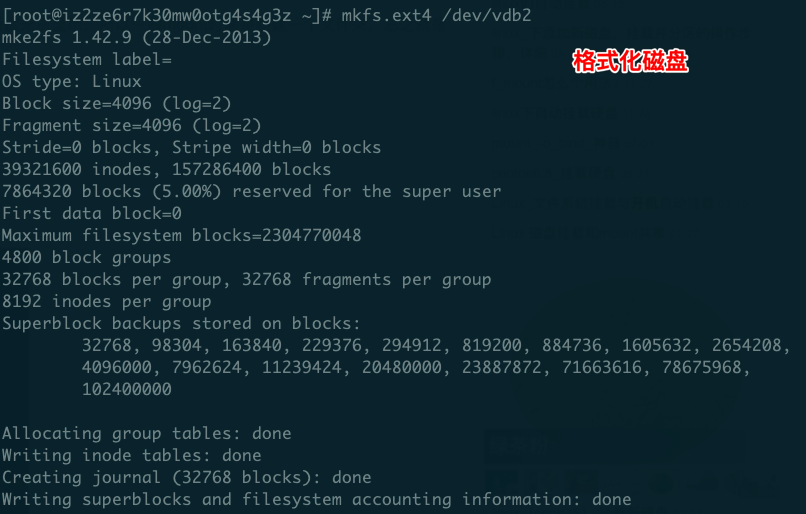 [root@iz2ze6r7k30mw0otg4s4g3z ~]# mkfs.ext4 /dev/vdb2
mke2fs 1.42.9 (28-Dec-2013)
Filesystem label=
格式化磁盘
OS type: Linux
Block size=4096 (log=2)
Fragment size=4096 (log=2)
Stride=0 blocks, Stripe width=0 blocks
39321600 inodes, 157286400 blocks
7864320 blocks (5.00%) reserved for the super user
First data block=0
Maximum filesystem blocks=2304770048
4800 block groups
32768 blocks per group, 32768 fragments per group
8192 inodes per group
Superblock backups stored on blocks:
32768, 98304, 163840, 229376, 294912, 819200, 884736, 1605632, 2654208,
4096000, 7962624, 11239424, 20480000, 23887872, 71663616, 78675968,
102400000
Allocating group tables: done
Writing inode tables: done
Creating journal (32768 blocks): done
Writing superblocks and filesystem accounting information: done